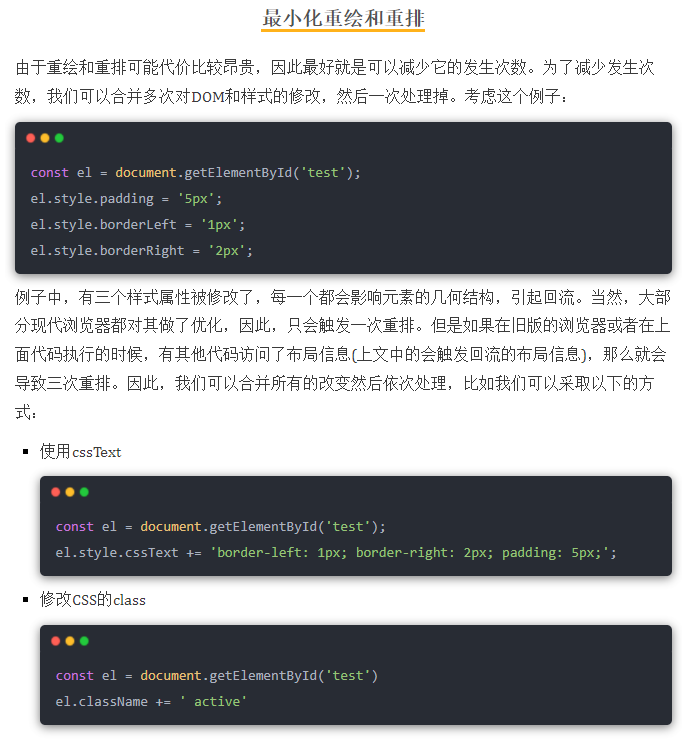 最小化重绘和重排
由于重绘和重排可能代价比较昂贵，因此最好就是可以减少它的发生次数。为了减少发生次
数，我们可以合并多次对DOM和样式的修改，然后一次处理掉。考虑这个例子：
const el = document.getElementById('test');
el.style.padding = '5px';
el.style.borderLeft = '1px';
el.style.borderRight = '2px';
例子中，有三个样式属性被修改了，每一个都会影响元素的几何结构，引起回流。当然，大部
分现代浏览器都对其做了优化，因此，只会触发一次重排。但是如果在旧版的浏览器或者在上
面代码执行的时候，有其他代码访问了布局信息(上文中的会触发回流的布局信息)，那么就会
导致三次重排。因此，我们可以合并所有的改变然后依次处理，比如我们可以采取以下的方
式：
使用cssText
const el = document.getElementById('test');
el.style.cssText += 'border-left: 1px; border-right: 2px; padding: 5px;';
修改CSS的class
const el = document.getElementById('test')
el.className += ' active'